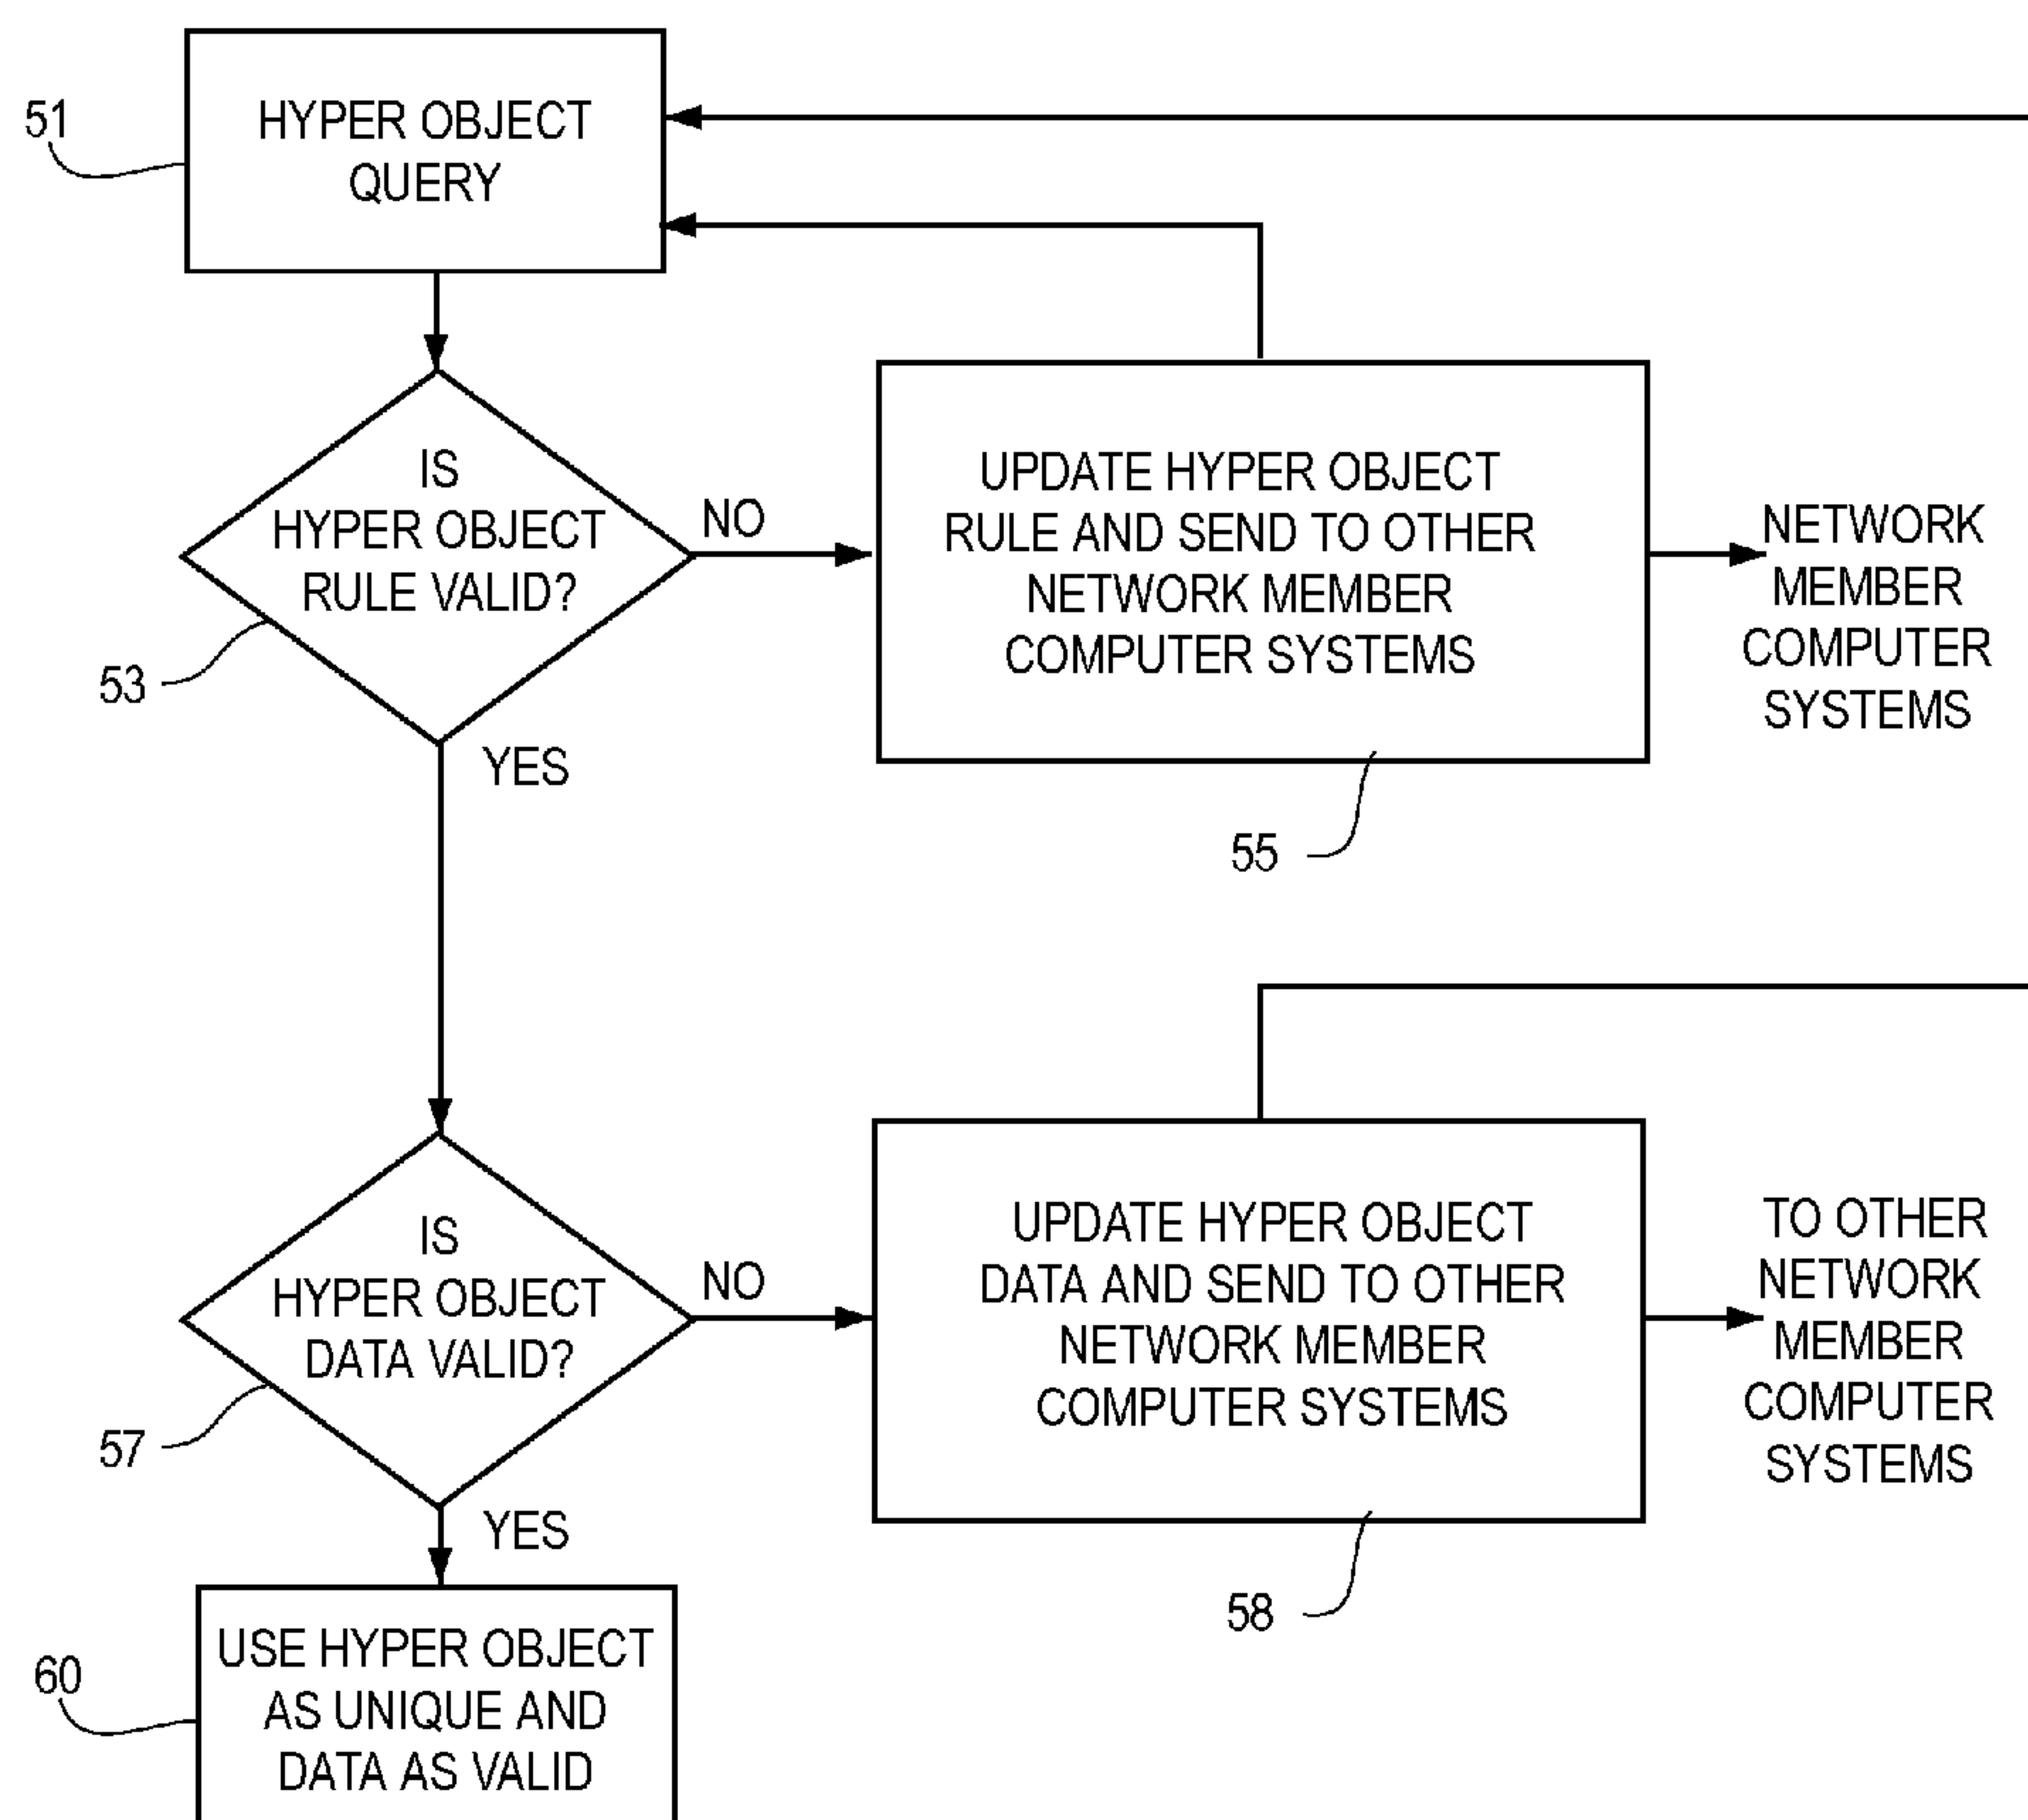 51
HYPER OBJECT
QUERY
IS
HYPER OBJECT
RULE VALID?
53
NO
YES
UPDATE HYPER OBJECT
RULE AND SEND TO OTHER
NETWORK MEMBER
COMPUTER SYSTEMS
55
NETWORK
MEMBER
COMPUTER
SYSTEMS
IS
HYPER OBJECT
DATA VALID?
57
NO
YES
UPDATE HYPER OBJECT
DATA AND SEND TO OTHER
NETWORK MEMBER
COMPUTER SYSTEMS
58
TO OTHER
NETWORK
MEMBER
COMPUTER
SYSTEMS
60
USE HYPER OBJECT
AS UNIQUE AND
DATA AS VALID